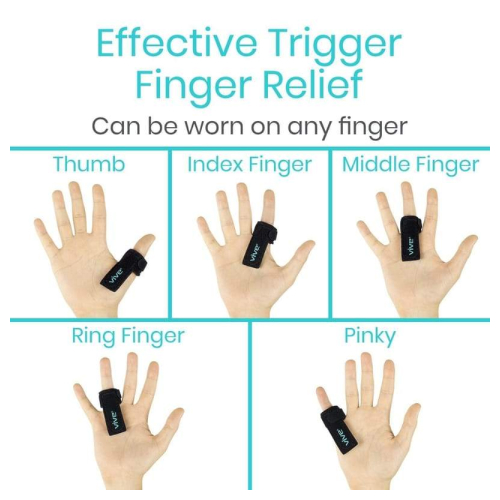 Effective Trigger
Finger Relief
Can be worn on any finger
Thumb
Index Finger
Middle Finger
vive
vive
vive
Ring Finger
Pinky
vive
vive